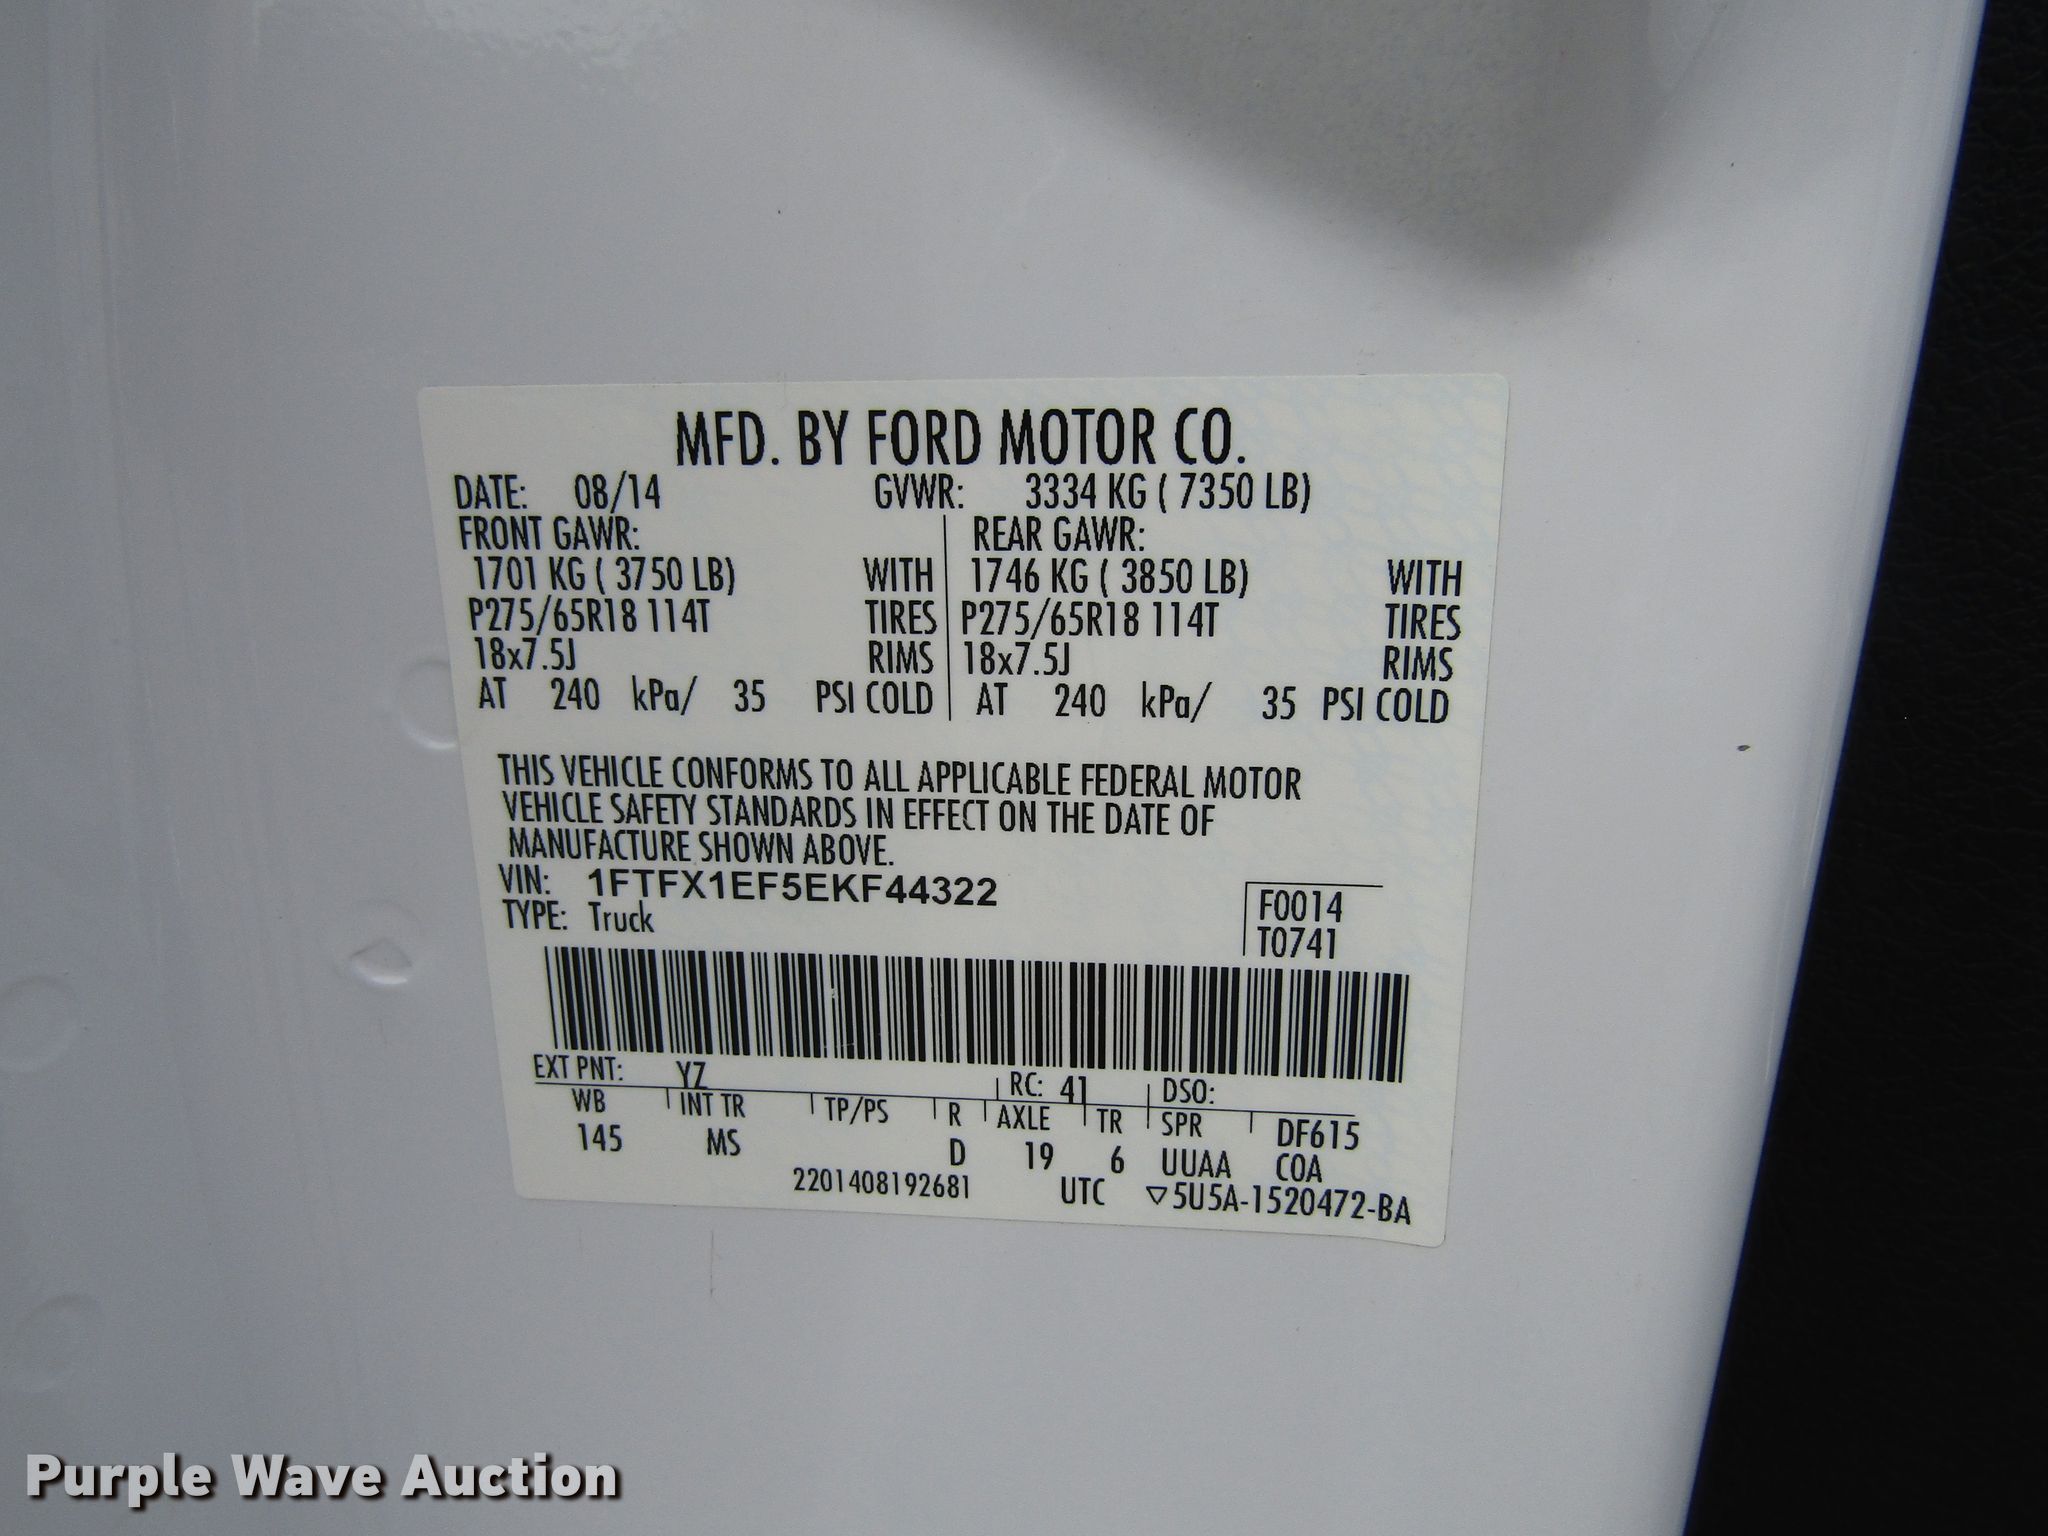 MFD. BY FORD MOTOR CO.
DATE: 08/14 GVWR: 3334 KG ( 7350 LB)
FRONT GAWR: REAR GAWR:
1701 KG ( 3750 LB) WITH 1746 KG ( 3850 LB) WITH
P275/65R18 114T TIRES P275/65R18 114T TIRES
18x7.5J RIMS 18x7.5J RIMS
AT 240 kPa/ 35 PSI COLD AT 240 kPa/ 35 PSI COLD
THIS VEHICLE CONFORMS TO ALL APPLICABLE FEDERAL MOTOR
VEHICLE SAFETY STANDARDS IN EFFECT ON THE DATE OF
MANUFACTURE SHOWN ABOVE.
VIN: 1FTFX1EF5EKF44322
TYPE: Truck
F0014
T0741
EXT PNT: YZ RC: 41 DSO:
WB INT TR TP/PS R AXLE TR SPR DF615
145 MS D 19 6 UUAA COA
2201408192681 UTC ▽5U5A-1520472-BA
Purple Wave Auction